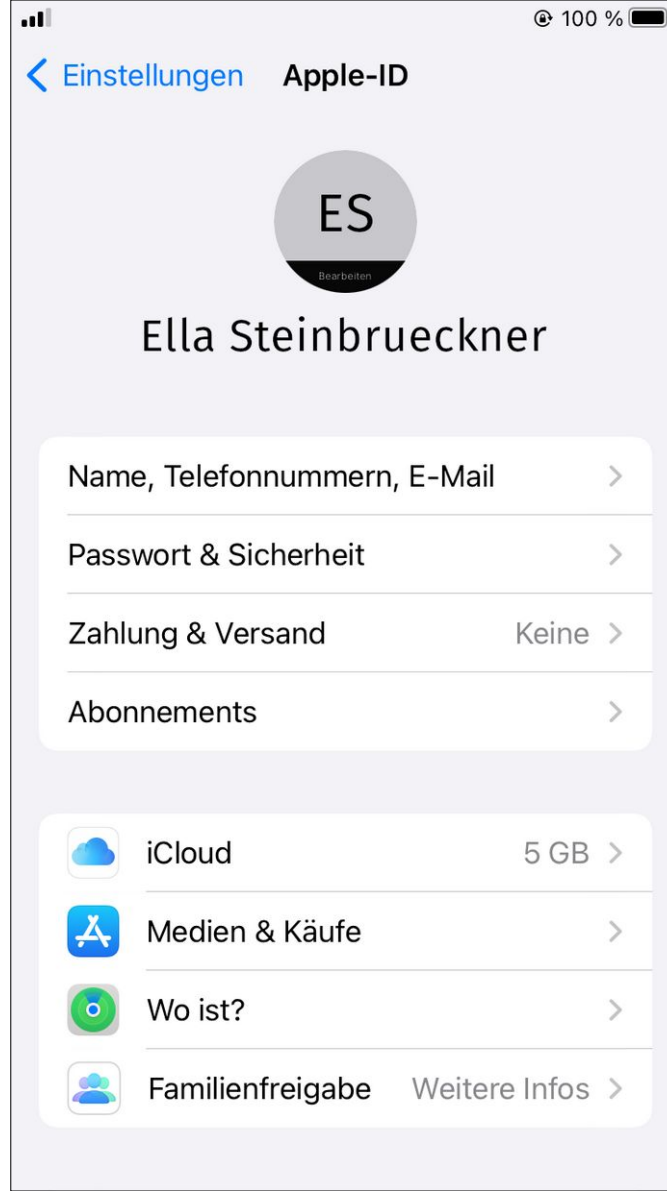 100 %
Einstellungen Apple-ID
ES
Bearbeiten
Ella Steinbrueckner
Name, Telefonnummern, E-Mail
Passwort & Sicherheit
Zahlung & Versand Keine
Abonnements
iCloud 5 GB
Medien & Käufe
Wo ist?
Familienfreigabe Weitere Infos